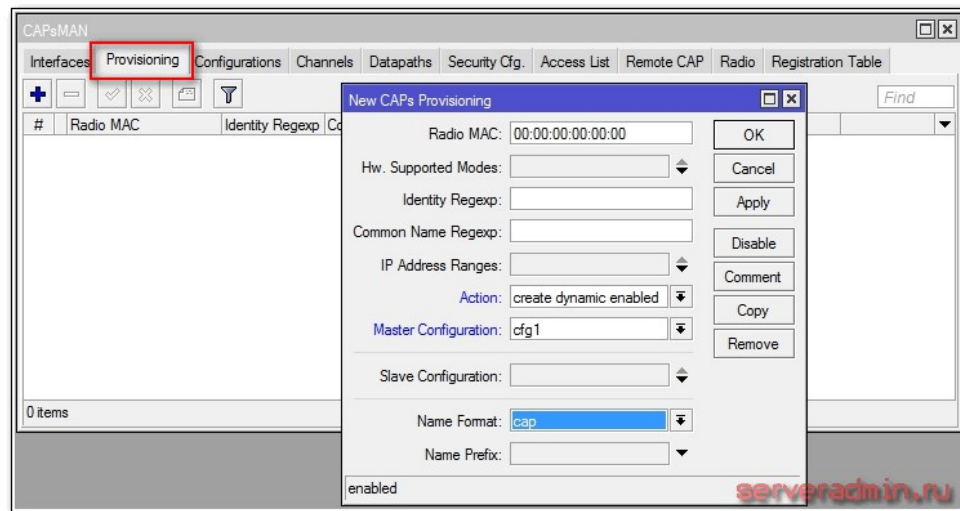 CAPsMAN
Interfaces Provisioning Configurations Channels Datapaths Security Cfg. Access List Remote CAP Radio Registration Table
Find
# Radio MAC Identity Regexp Co
0 items
New CAPs Provisioning
Radio MAC: 00:00:00:00:00:00
OK
Hw. Supported Modes:
Cancel
Identity Regexp:
Apply
Common Name Regexp:
Disable
IP Address Ranges:
Comment
Action: create dynamic enabled
Copy
Master Configuration: cfg1
Remove
Slave Configuration:
Name Format: cap
Name Prefix:
enabled
serveradmin.ru